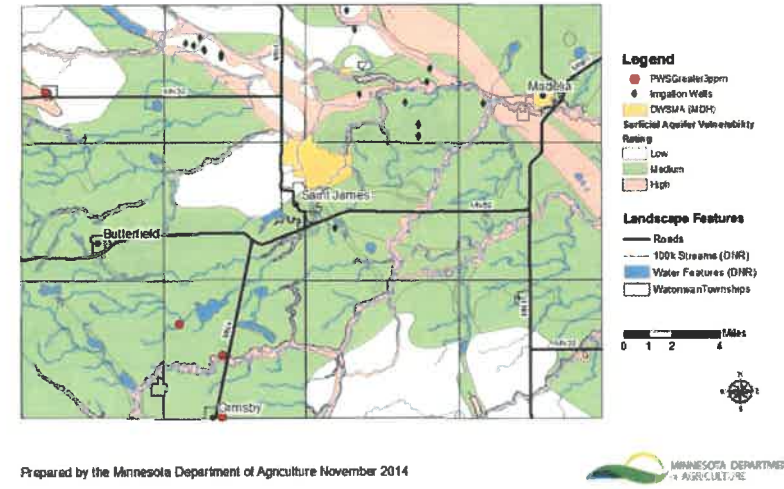 Madelia
Saint James
Butterfield
Ormsby
Legend
PWSGreater3ppm
Irrigation Wells
DWSMA (MDH)
Surficial Aquifer Vulnerability
Rating
Low
Medium
High
Landscape Features
Roads
100k Streams (DNR)
Water Features (DNR)
WatonwanTownships
Miles
0 1 2 4
Prepared by the Minnesota Department of Agriculture November 2014
MINNESOTA DEPARTME
OF AGRICULTURE